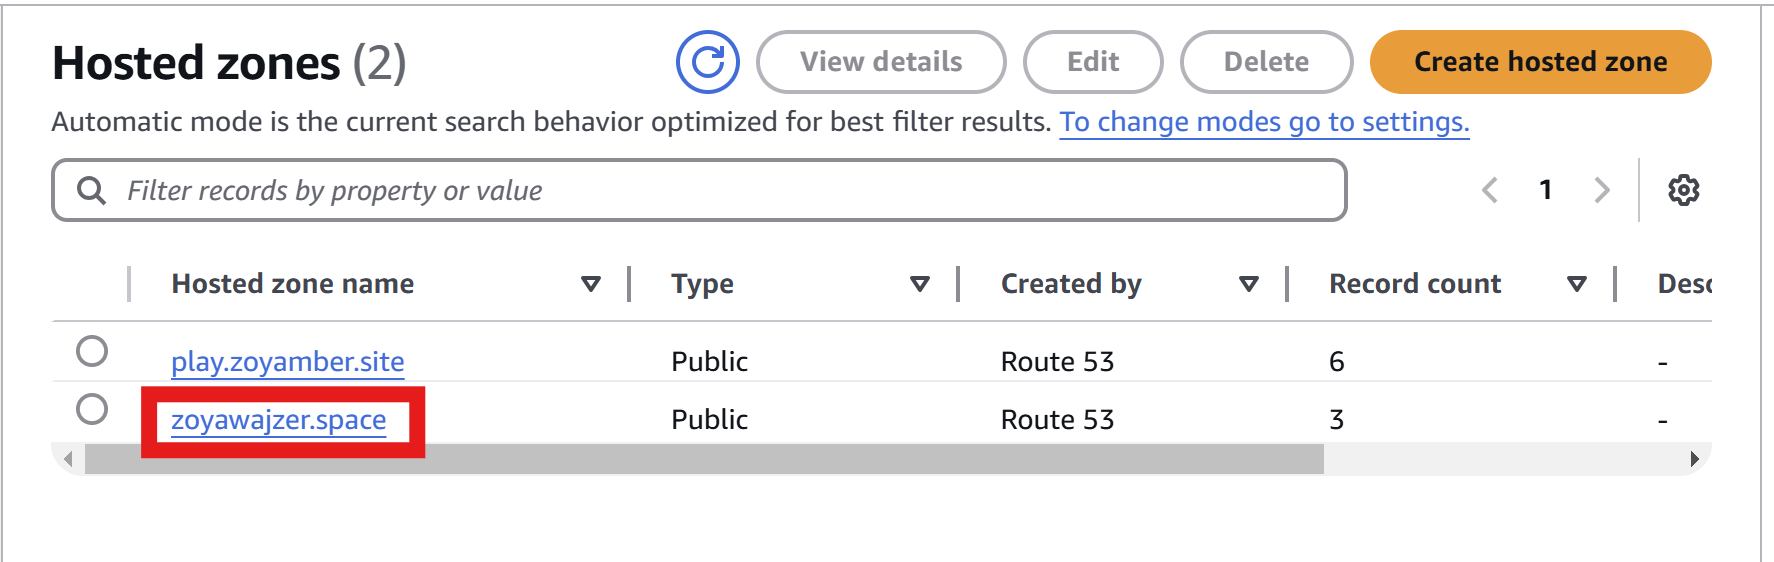 Hosted zones (2)
View details
Edit
Delete
Create hosted zone
Automatic mode is the current search behavior optimized for best filter results. To change modes go to settings.
Filter records by property or value
1
Hosted zone name Type Created by Record count Desc
play.zoyamber.site Public Route 53 6 -
zoyawajzer.space Public Route 53 3 -